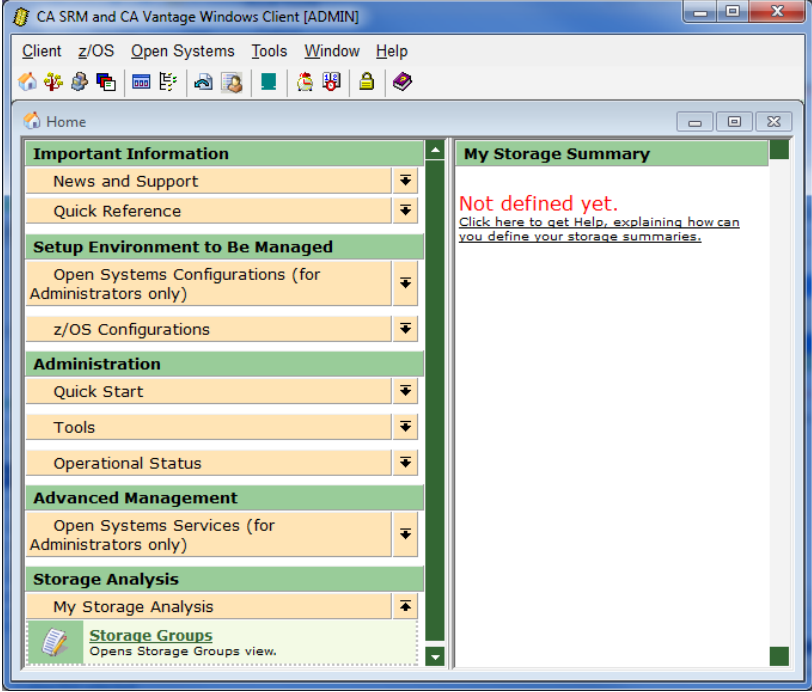 CA SRM and CA Vantage Windows Client [ADMIN]
Client z/OS Open Systems Tools Window Help
Home
Important Information
News and Support
Quick Reference
Setup Environment to Be Managed
Open Systems Configurations (for
Administrators only)
z/OS Configurations
Administration
Quick Start
Tools
Operational Status
Advanced Management
Open Systems Services (for
Administrators only)
Storage Analysis
My Storage Analysis
Storage Groups
Opens Storage Groups view.
My Storage Summary
Not defined yet.
Click here to get Help, explaining how can
you define your storage summaries.